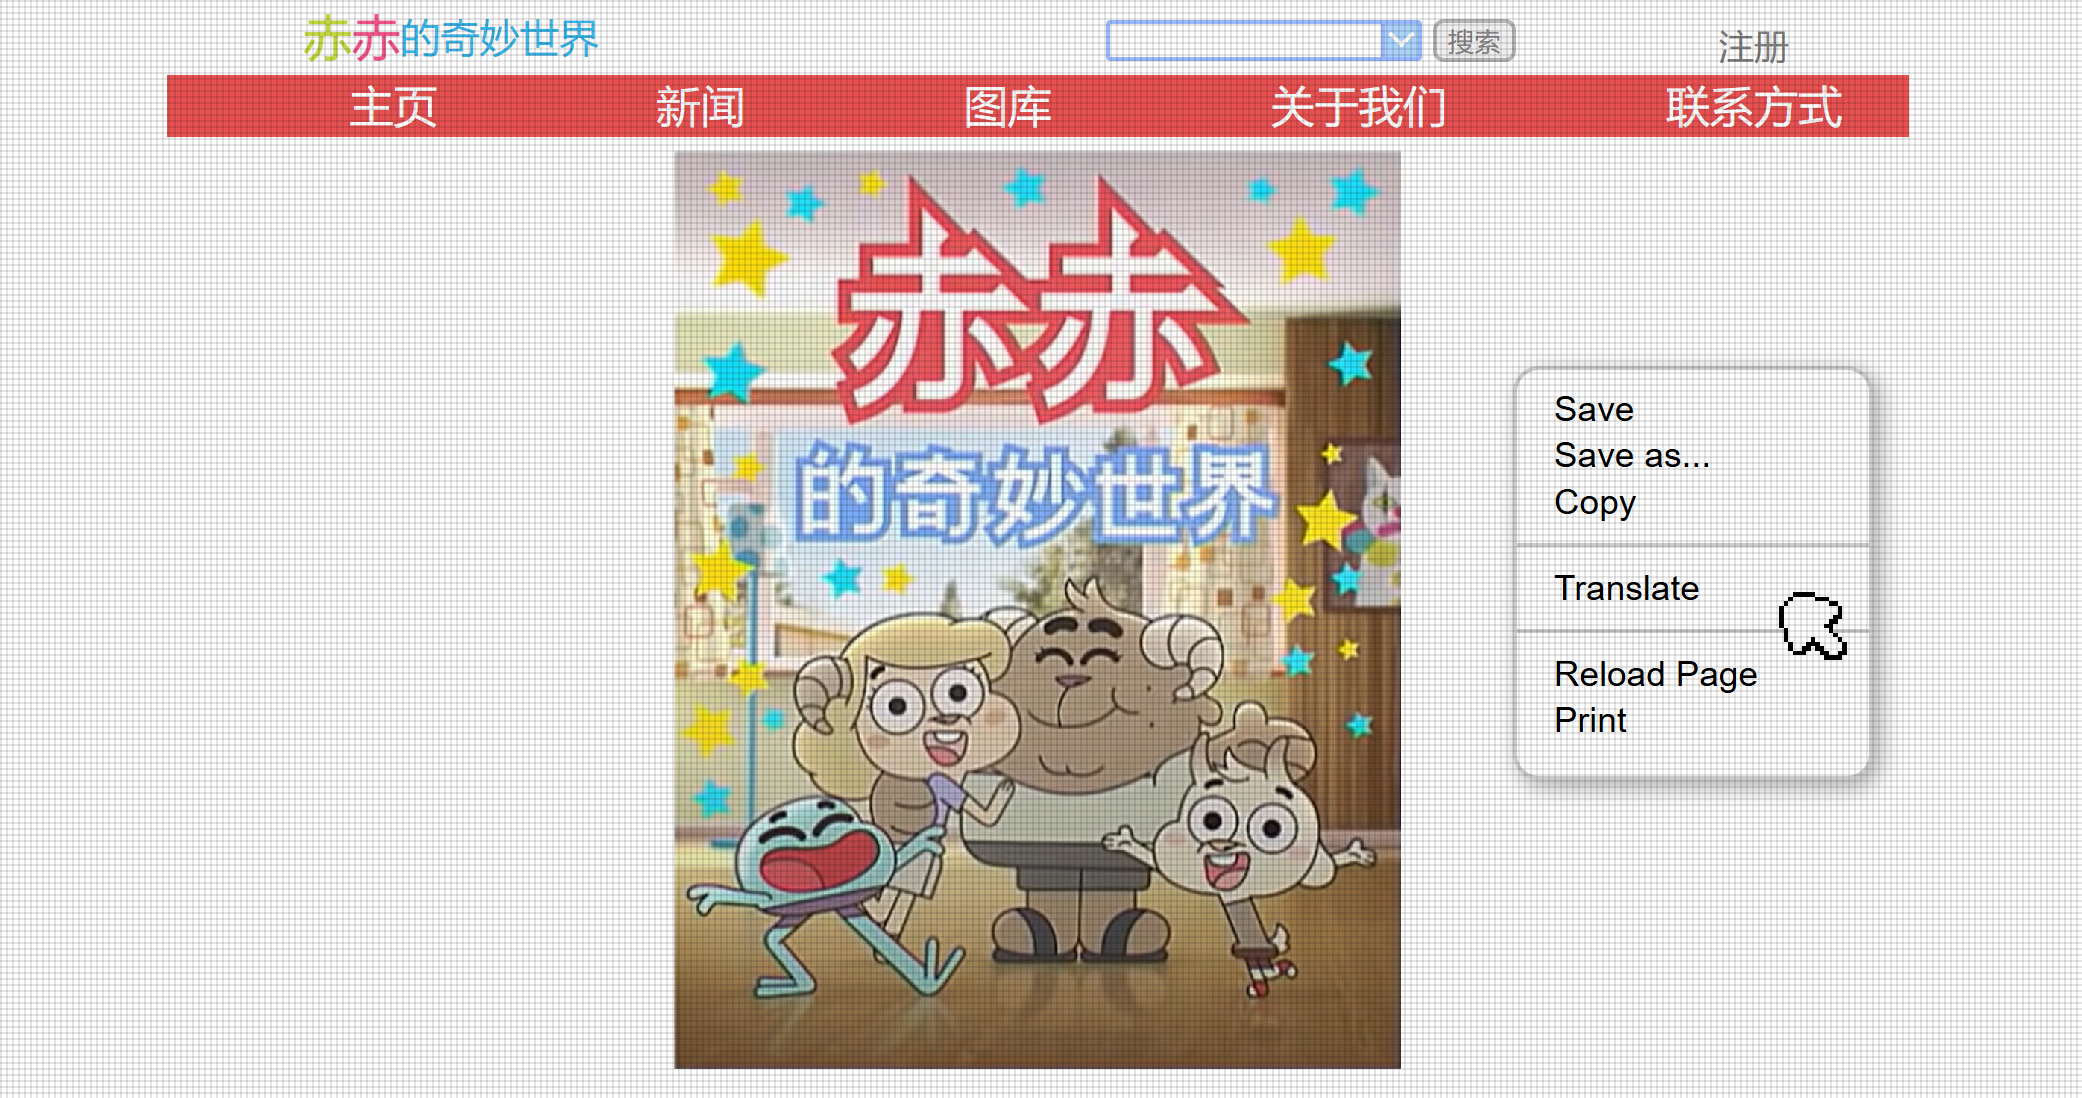 赤赤的奇妙世界
搜索
注册
主页 新闻 图库 关于我们 联系方式
赤赤
的奇妙世界
Save
Save as...
Copy
Translate
Reload Page
Print